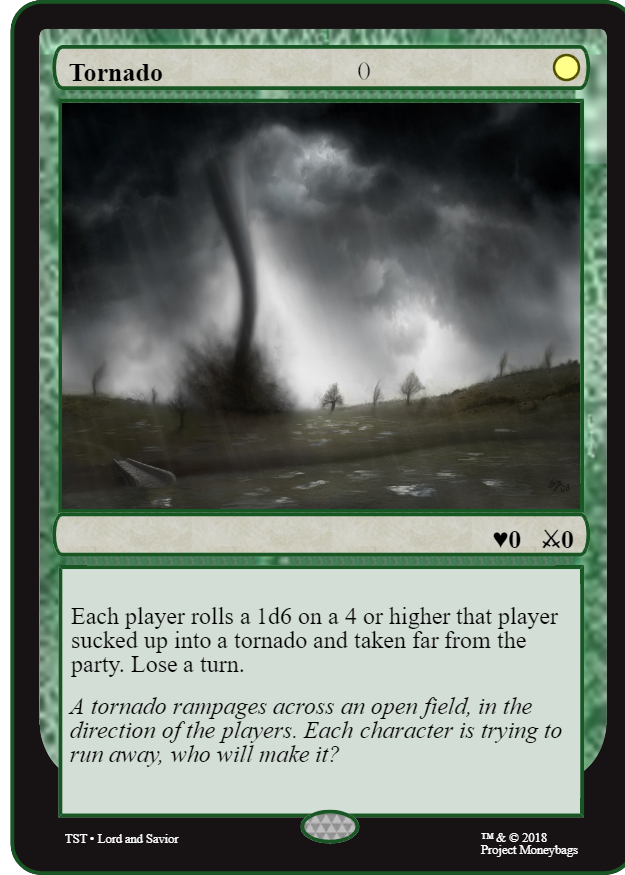 Tornado 0
♥0 ⚔0
Each player rolls a 1d6 on a 4 or higher that player
sucked up into a tornado and taken far from the
party. Lose a turn.
A tornado rampages across an open field, in the
direction of the players. Each character is trying to
run away, who will make it?
TST • Lord and Savior
™ & © 2018
Project Moneybags